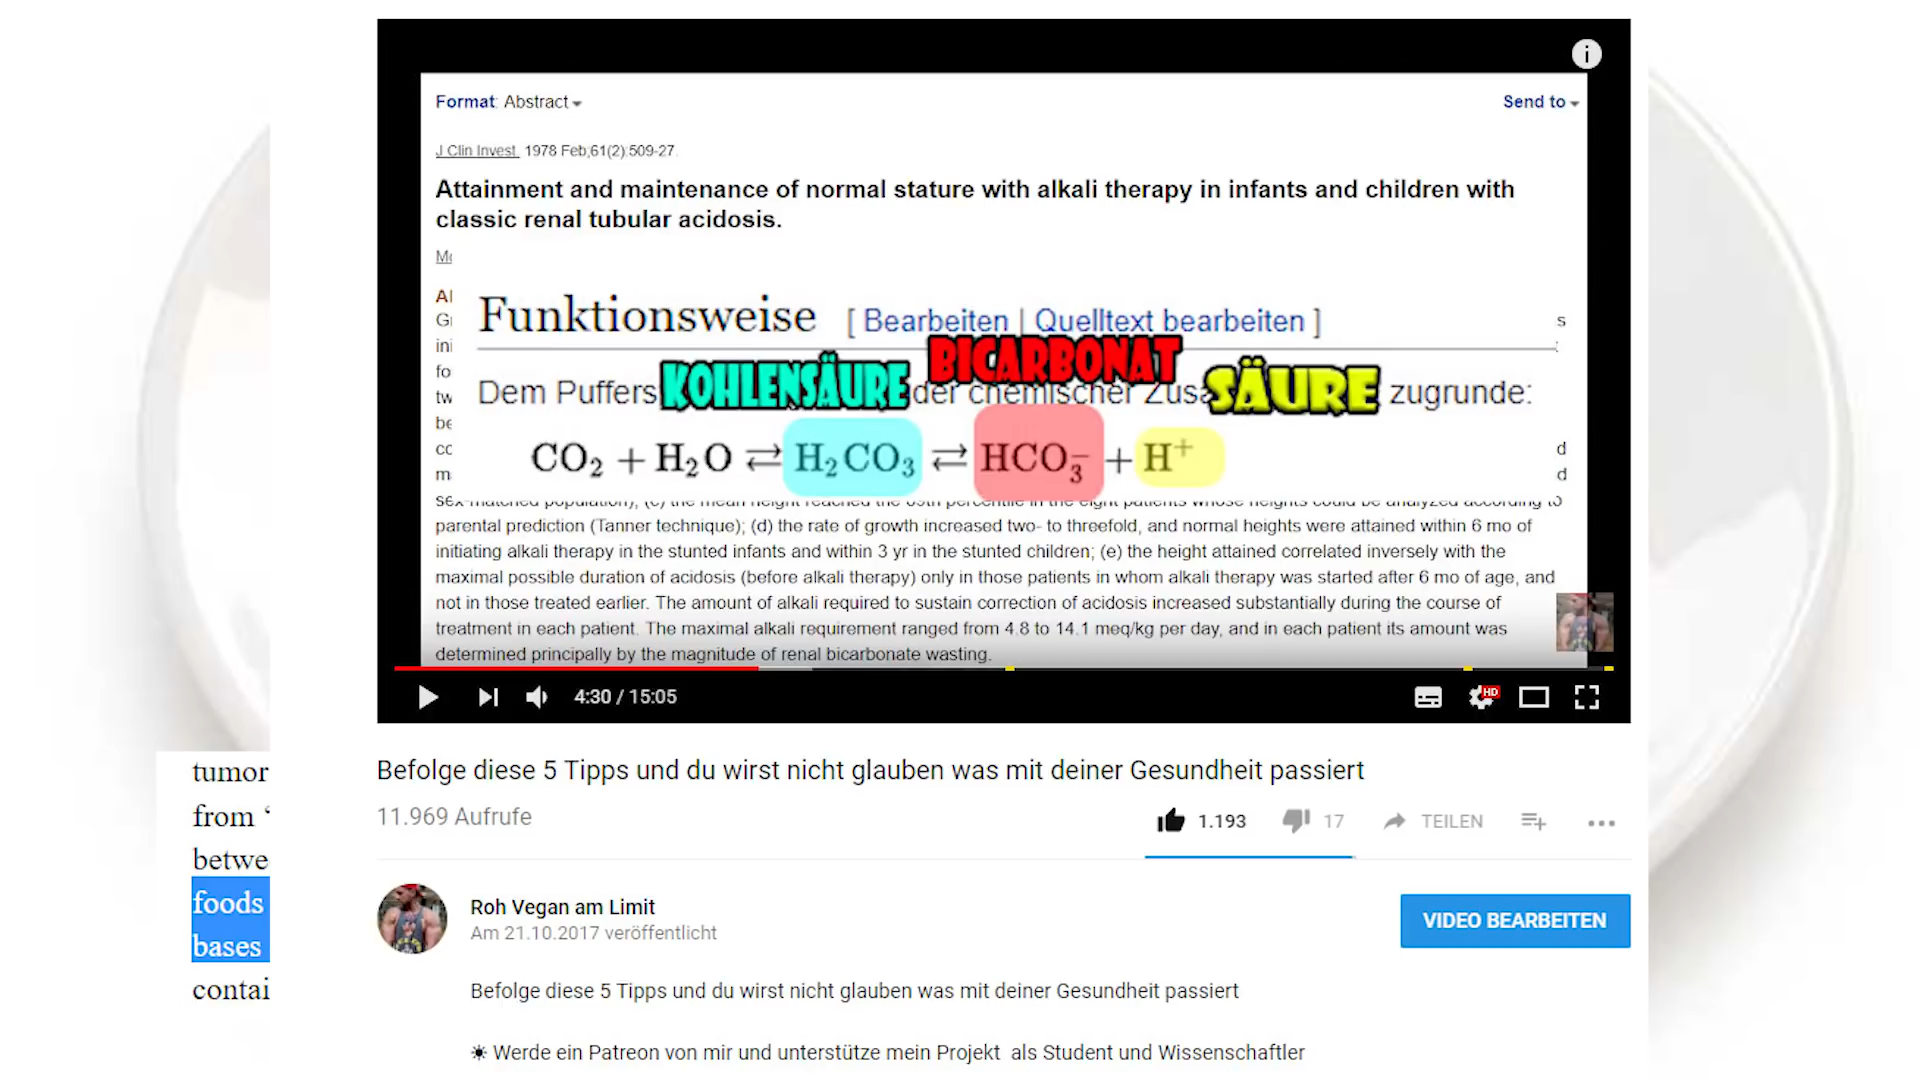 i
Format: Abstract
Send to
J Clin Invest. 1978 Feb;61(2):509-27.
Attainment and maintenance of normal stature with alkali therapy in infants and children with
classic renal tubular acidosis.
Funktionsweise [ Bearbeiten | Quelltext bearbeiten ]
KOHLENSÄURE BICARBONAT SÄURE
Dem Puffers der chemischer Zusa zugrunde:
CO₂ + H₂O ⇄ H₂CO₃ ⇄ HCO₃⁻ + H⁺
parental prediction (Tanner technique); (d) the rate of growth increased two- to threefold, and normal heights were attained within 6 mo of
initiating alkali therapy in the stunted infants and within 3 yr in the stunted children; (e) the height attained correlated inversely with the
maximal possible duration of acidosis (before alkali therapy) only in those patients in whom alkali therapy was started after 6 mo of age, and
not in those treated earlier. The amount of alkali required to sustain correction of acidosis increased substantially during the course of
treatment in each patient. The maximal alkali requirement ranged from 4.8 to 14.1 meq/kg per day, and in each patient its amount was
determined principally by the magnitude of renal bicarbonate wasting.
4:30 / 15:05
HD
Befolge diese 5 Tipps und du wirst nicht glauben was mit deiner Gesundheit passiert
11.969 Aufrufe
1.193
17
TEILEN
Roh Vegan am Limit
Am 21.10.2017 veröffentlicht
VIDEO BEARBEITEN
Befolge diese 5 Tipps und du wirst nicht glauben was mit deiner Gesundheit passiert
☀ Werde ein Patreon von mir und unterstütze mein Projekt als Student und Wissenschaftler
tumor
from ‘
betwe
foods
bases
contai